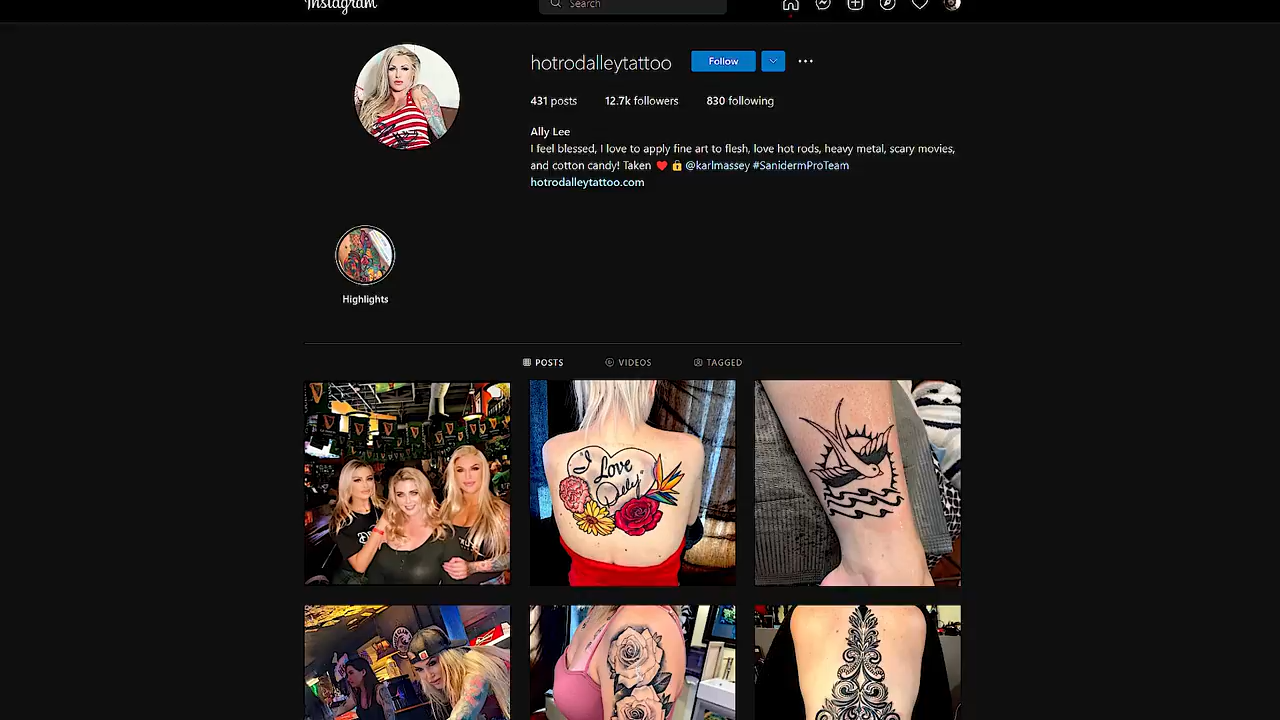 Instagram
Search
hotrodalleytattoo
Follow
431 posts 12.7k followers 830 following
Ally Lee
I feel blessed, I love to apply fine art to flesh, love hot rods, heavy metal, scary movies,
and cotton candy! Taken ❤️ 🔒 @karlmassey #SanidermProTeam
hotrodalleytattoo.com
Highlights
POSTS VIDEOS TAGGED
I
Love